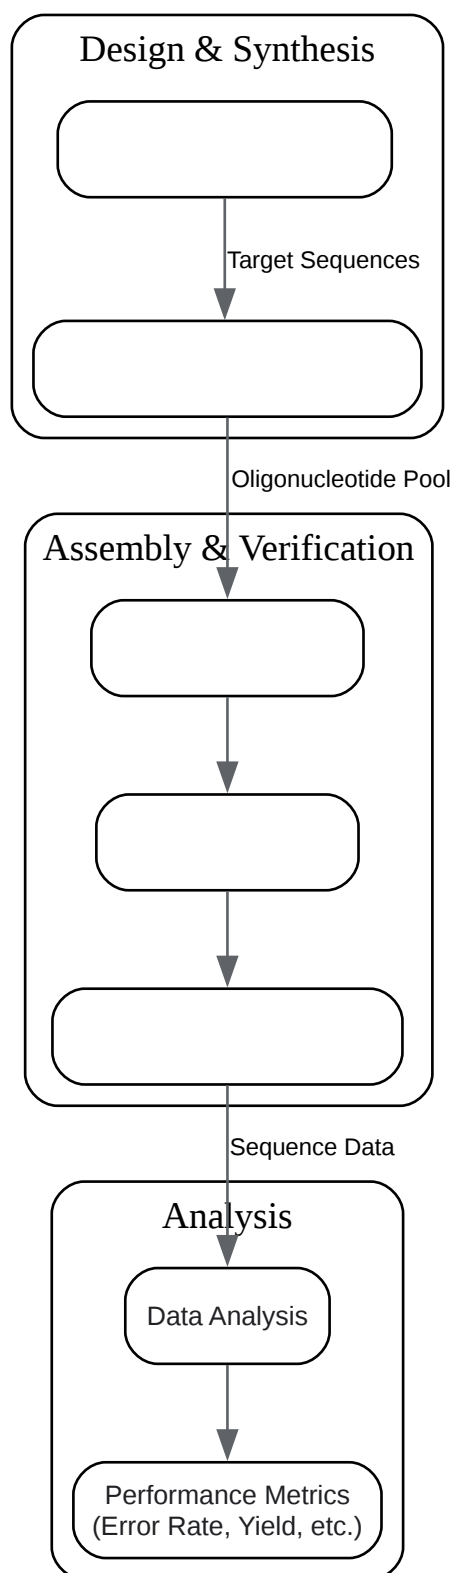 Design & Synthesis
Target Sequences
Oligonucleotide Pool
Assembly & Verification
Sequence Data
Analysis
Data Analysis
Performance Metrics
(Error Rate, Yield, etc.)